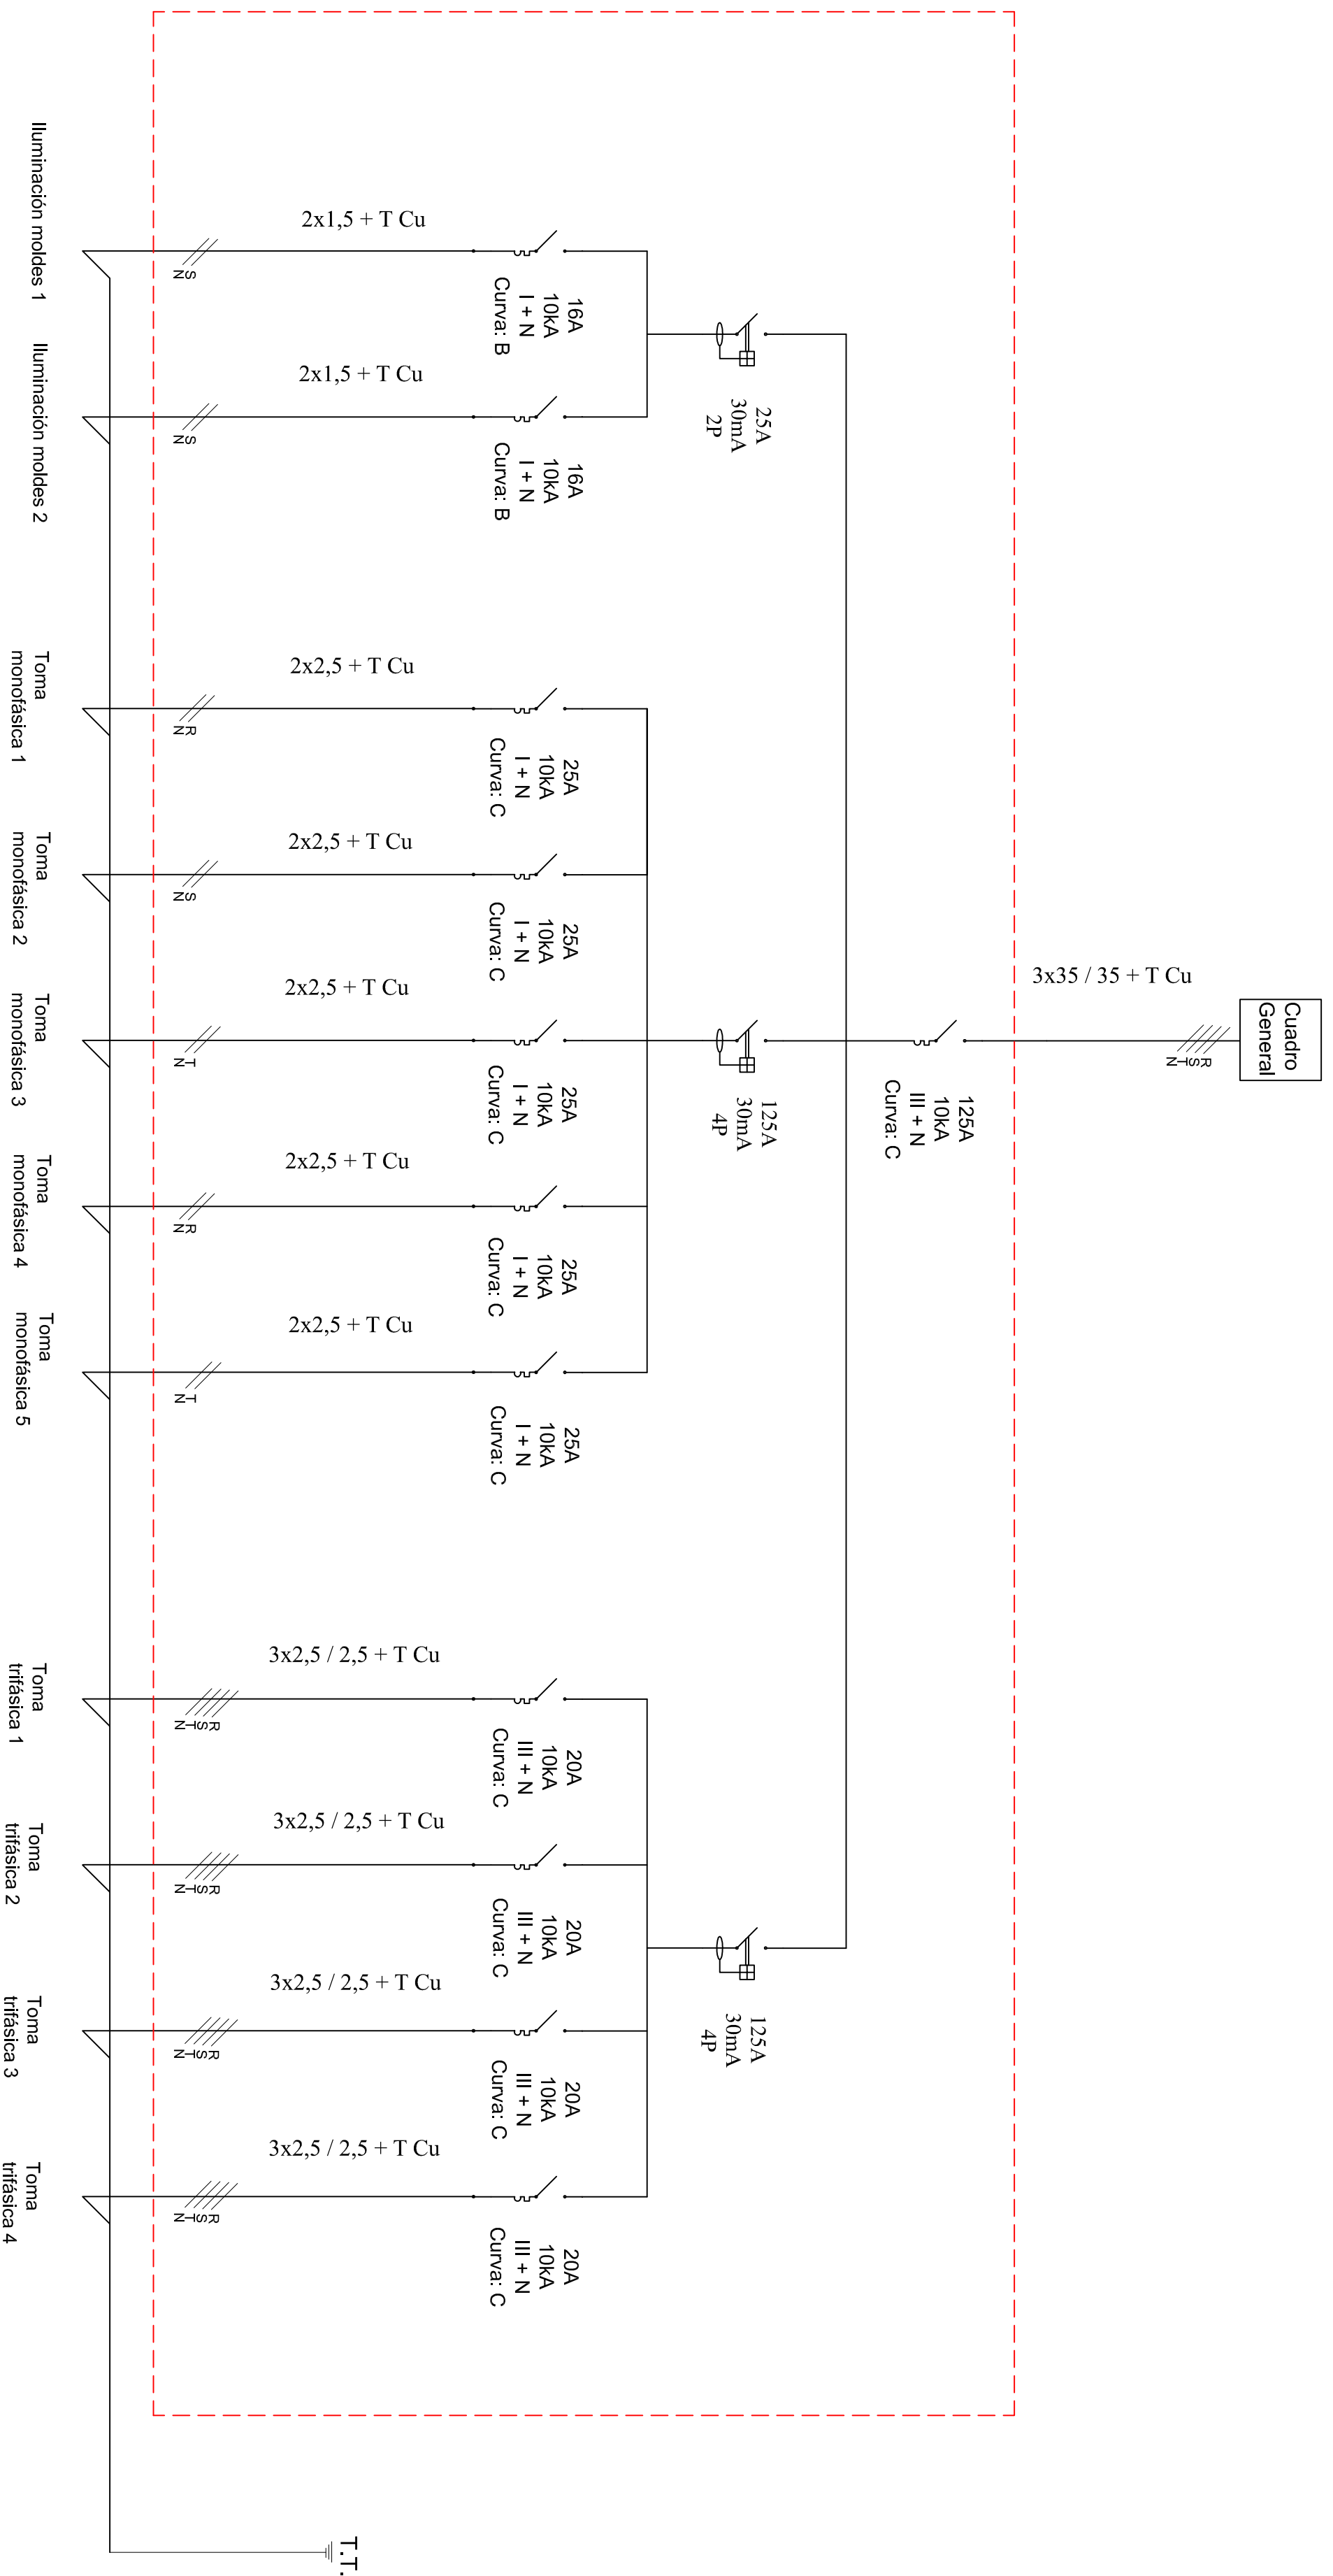 Cuadro
General
3x35 / 35 + T Cu
R
S
T
N
125A
10kA
III + N
Curva: C
25A
30mA
2P
125A
30mA
4P
125A
30mA
4P
16A
10kA
I + N
Curva: B
16A
10kA
I + N
Curva: B
25A
10kA
I + N
Curva: C
25A
10kA
I + N
Curva: C
25A
10kA
I + N
Curva: C
25A
10kA
I + N
Curva: C
25A
10kA
I + N
Curva: C
20A
10kA
III + N
Curva: C
20A
10kA
III + N
Curva: C
20A
10kA
III + N
Curva: C
20A
10kA
III + N
Curva: C
2x1,5 + T Cu
2x1,5 + T Cu
2x2,5 + T Cu
2x2,5 + T Cu
2x2,5 + T Cu
2x2,5 + T Cu
2x2,5 + T Cu
3x2,5 / 2,5 + T Cu
3x2,5 / 2,5 + T Cu
3x2,5 / 2,5 + T Cu
3x2,5 / 2,5 + T Cu
S
N
S
N
R
N
S
N
T
N
R
N
T
N
R
S
T
N
R
S
T
N
R
S
T
N
R
S
T
N
T.T.
Iluminación moldes 1
Iluminación moldes 2
Toma
monofásica 1
Toma
monofásica 2
Toma
monofásica 3
Toma
monofásica 4
Toma
monofásica 5
Toma
trifásica 1
Toma
trifásica 2
Toma
trifásica 3
Toma
trifásica 4